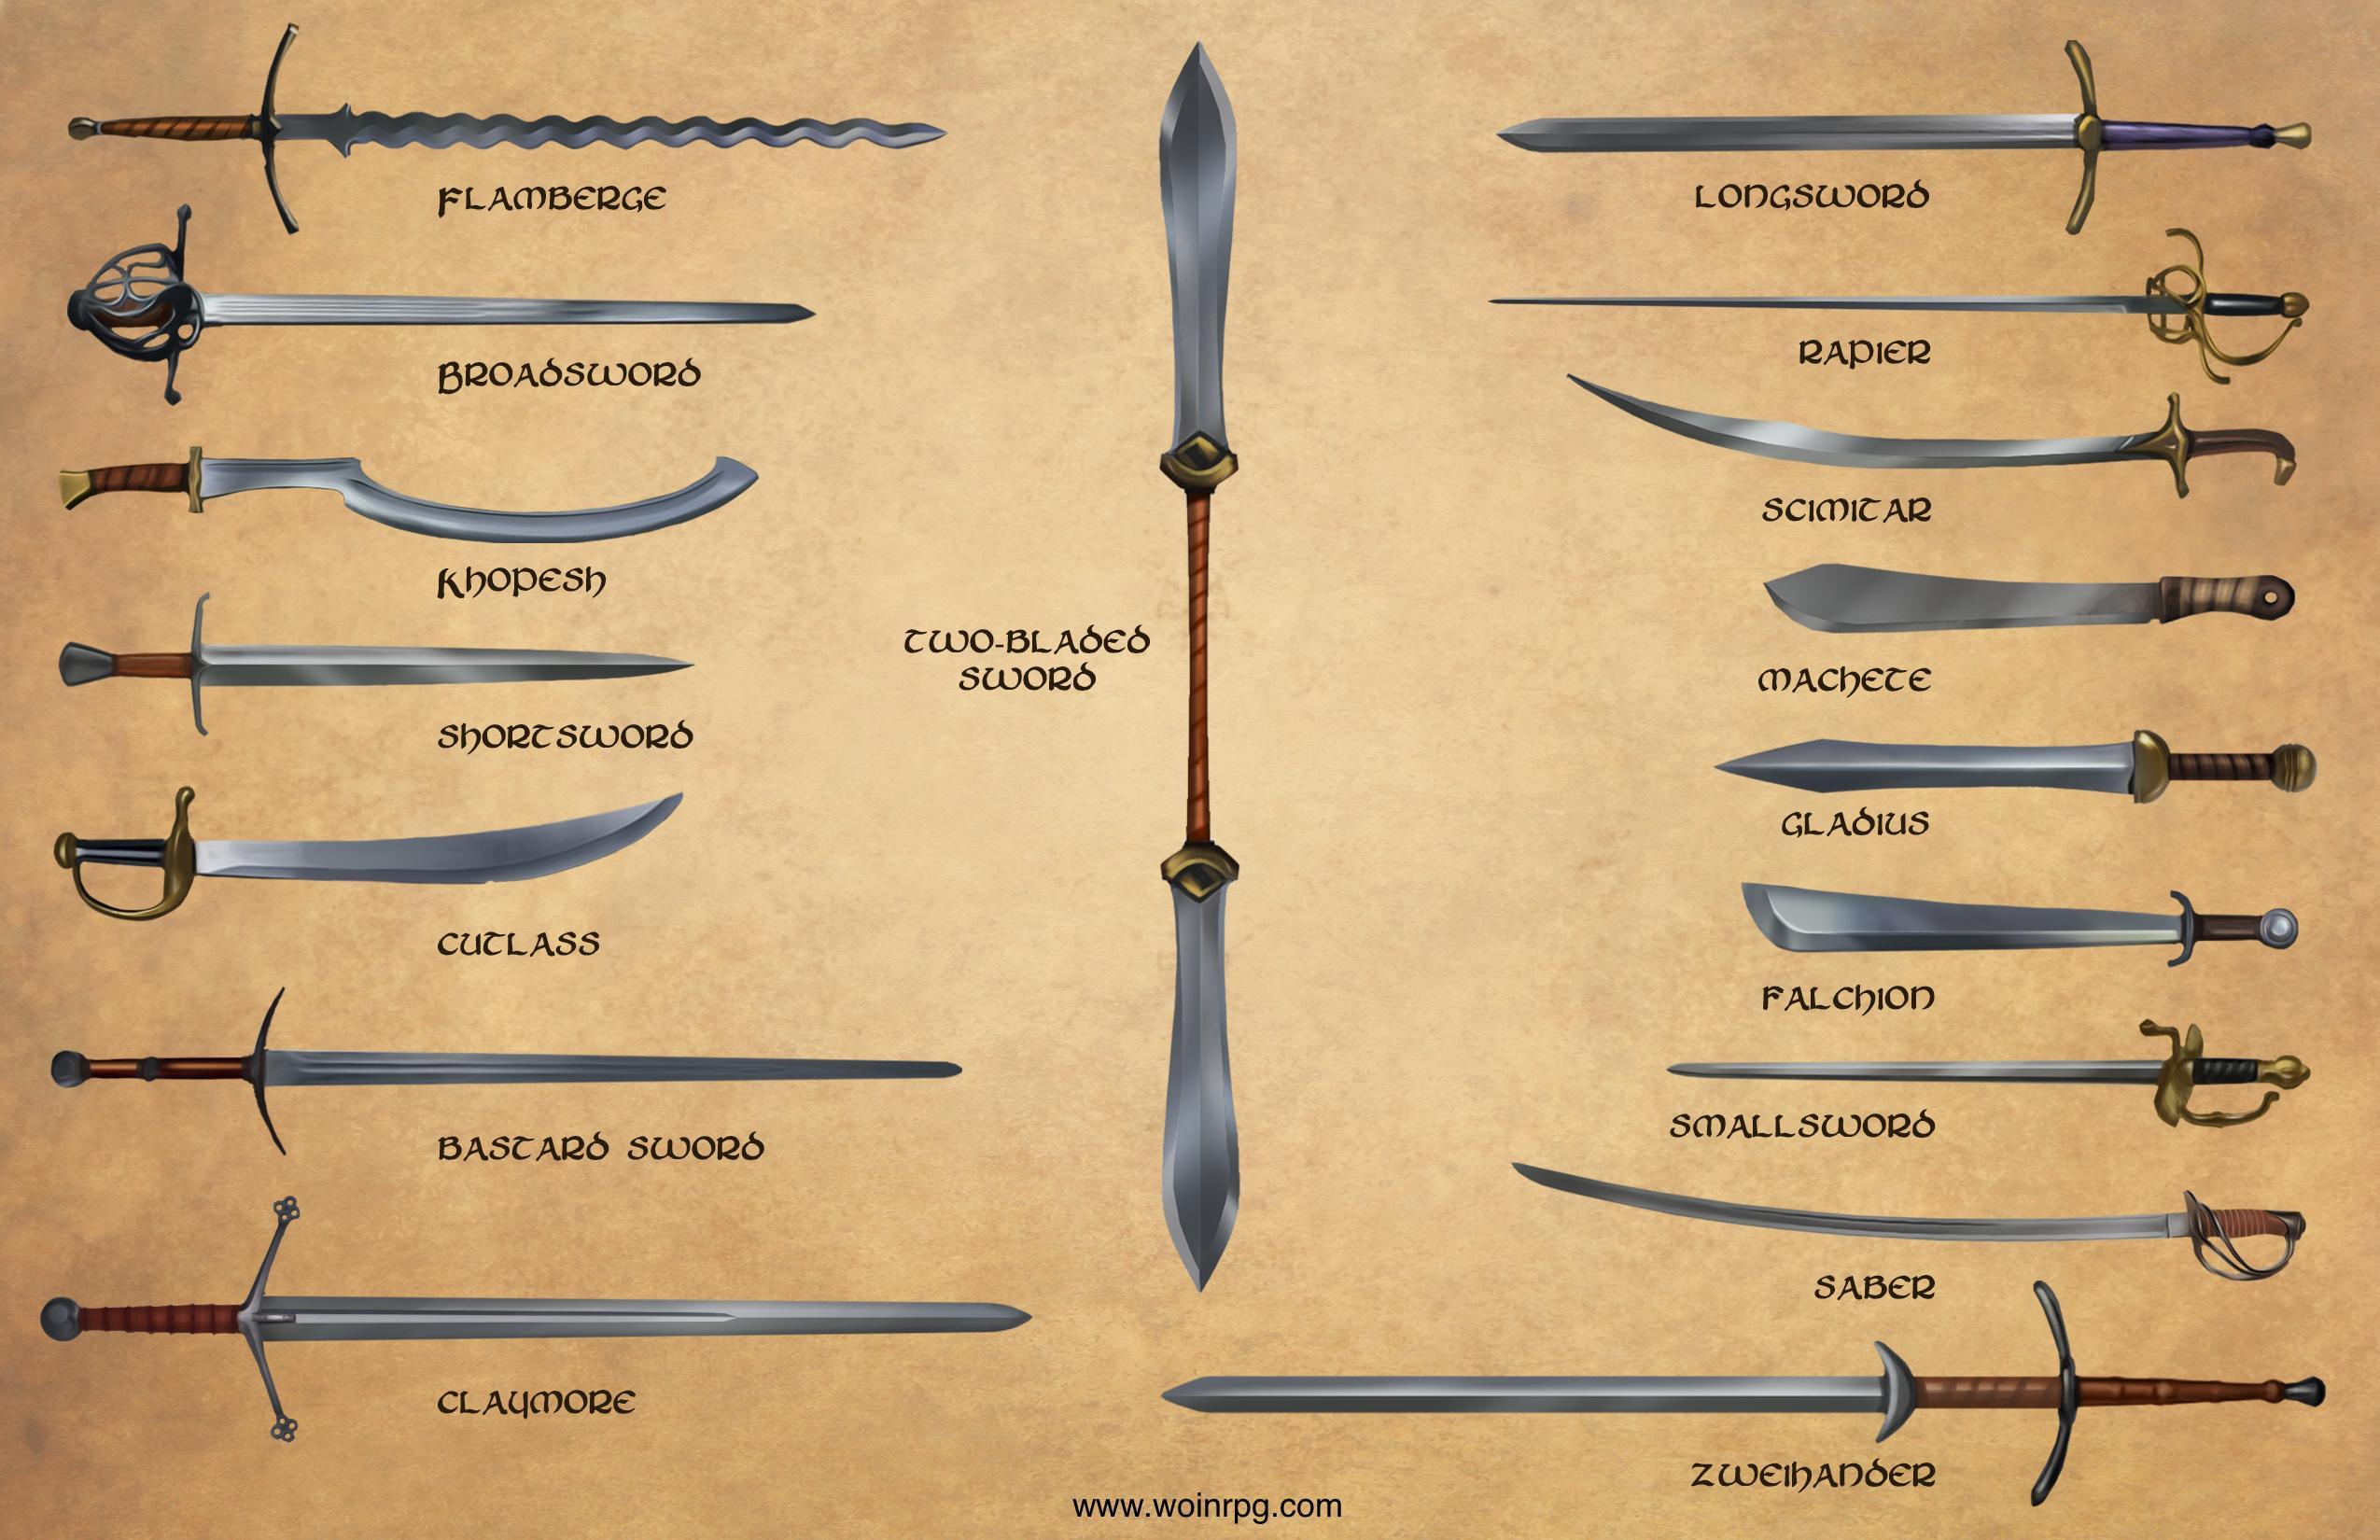 FLAMBERGE
BROADSWORD
KHOPESH
SHORTSWORD
CUTLASS
BASTARD SWORD
CLAYMORE
TWO-BLADED
SWORD
LONGSWORD
RAPIER
SCIMITAR
MACHETE
GLADIUS
FALCHION
SMALLSWORD
SABER
ZWEIHANDER
www.woinrpg.com